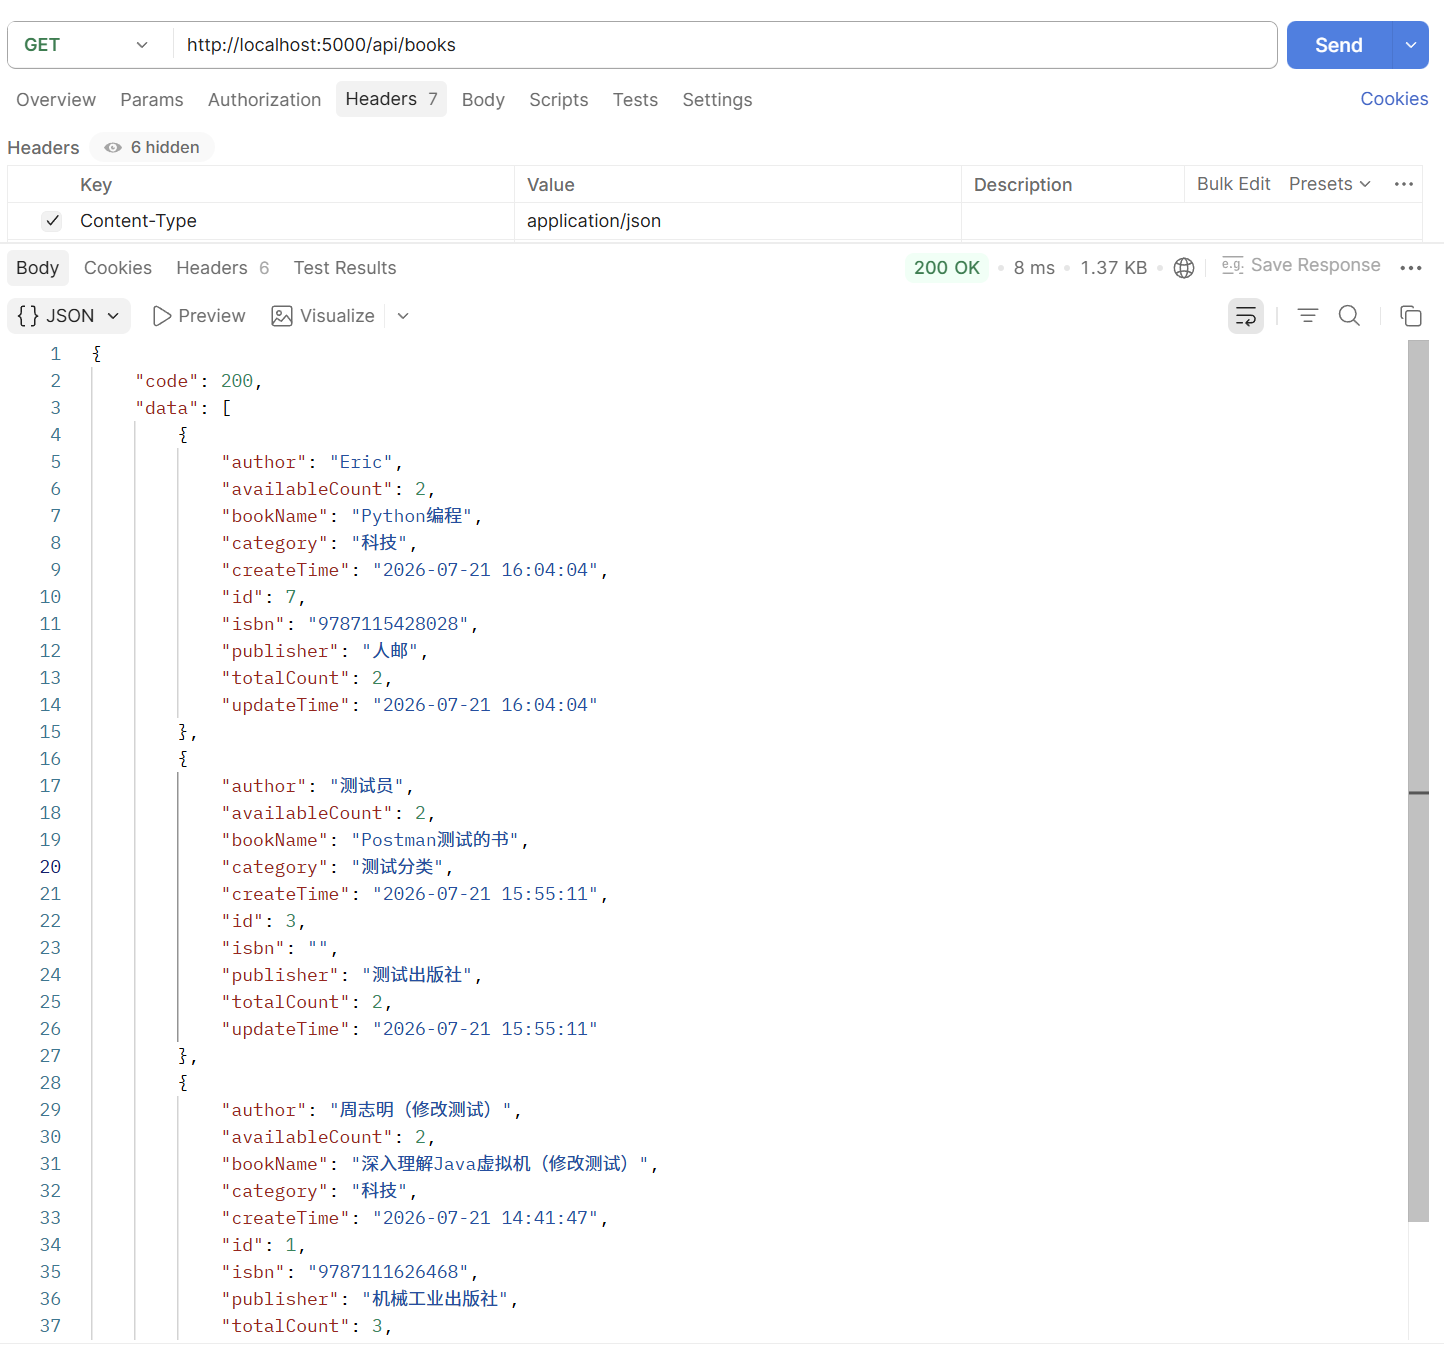 GET http://localhost:5000/api/books Send
Overview Params Authorization Headers 7 Body Scripts Tests Settings Cookies
Headers 6 hidden
Key Value Description Bulk Edit Presets
Content-Type application/json
Body Cookies Headers 6 Test Results 200 OK 8 ms 1.37 KB e.g. Save Response
{} JSON Preview Visualize
1 {
2 "code": 200,
3 "data": [
4 {
5 "author": "Eric",
6 "availableCount": 2,
7 "bookName": "Python编程",
8 "category": "科技",
9 "createTime": "2026-07-21 16:04:04",
10 "id": 7,
11 "isbn": "9787115428028",
12 "publisher": "人邮",
13 "totalCount": 2,
14 "updateTime": "2026-07-21 16:04:04"
15 },
16 {
17 "author": "测试员",
18 "availableCount": 2,
19 "bookName": "Postman测试的书",
20 "category": "测试分类",
21 "createTime": "2026-07-21 15:55:11",
22 "id": 3,
23 "isbn": "",
24 "publisher": "测试出版社",
25 "totalCount": 2,
26 "updateTime": "2026-07-21 15:55:11"
27 },
28 {
29 "author": "周志明（修改测试）",
30 "availableCount": 2,
31 "bookName": "深入理解Java虚拟机（修改测试）",
32 "category": "科技",
33 "createTime": "2026-07-21 14:41:47",
34 "id": 1,
35 "isbn": "9787111626468",
36 "publisher": "机械工业出版社",
37 "totalCount": 3,